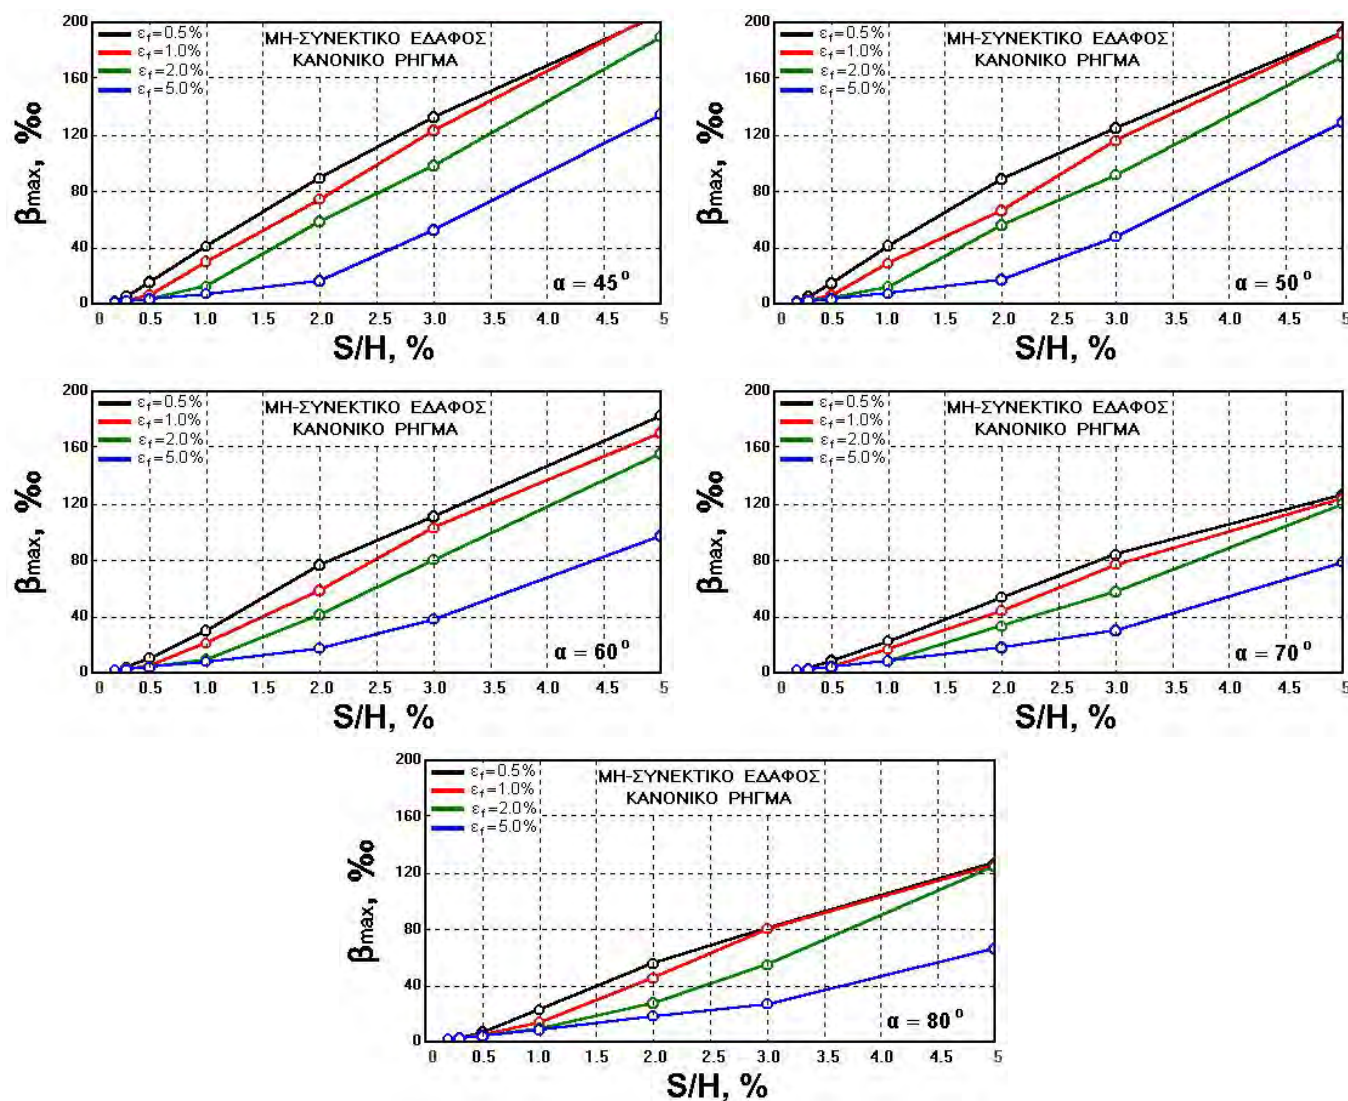 200
160
120
80
40
0
βmax, ‰
εf=0.5%
εf=1.0%
εf=2.0%
εf=5.0%
ΜΗ-ΣΥΝΕΚΤΙΚΟ ΕΔΑΦΟΣ
ΚΑΝΟΝΙΚΟ ΡΗΓΜΑ
α = 45°
0 0.5 1.0 1.5 2.0 2.5 3.0 3.5 4.0 4.5 5
S/H, %
200
160
120
80
40
0
βmax, ‰
εf=0.5%
εf=1.0%
εf=2.0%
εf=5.0%
ΜΗ-ΣΥΝΕΚΤΙΚΟ ΕΔΑΦΟΣ
ΚΑΝΟΝΙΚΟ ΡΗΓΜΑ
α = 50°
0 0.5 1.0 1.5 2.0 2.5 3.0 3.5 4.0 4.5 5
S/H, %
200
160
120
80
40
0
βmax, ‰
εf=0.5%
εf=1.0%
εf=2.0%
εf=5.0%
ΜΗ-ΣΥΝΕΚΤΙΚΟ ΕΔΑΦΟΣ
ΚΑΝΟΝΙΚΟ ΡΗΓΜΑ
α = 60°
0 0.5 1.0 1.5 2.0 2.5 3.0 3.5 4.0 4.5 5
S/H, %
200
160
120
80
40
0
βmax, ‰
εf=0.5%
εf=1.0%
εf=2.0%
εf=5.0%
ΜΗ-ΣΥΝΕΚΤΙΚΟ ΕΔΑΦΟΣ
ΚΑΝΟΝΙΚΟ ΡΗΓΜΑ
α = 70°
0 0.5 1.0 1.5 2.0 2.5 3.0 3.5 4.0 4.5 5
S/H, %
200
160
120
80
40
0
βmax, ‰
εf=0.5%
εf=1.0%
εf=2.0%
εf=5.0%
ΜΗ-ΣΥΝΕΚΤΙΚΟ ΕΔΑΦΟΣ
ΚΑΝΟΝΙΚΟ ΡΗΓΜΑ
α = 80°
0 0.5 1.0 1.5 2.0 2.5 3.0 3.5 4.0 4.5 5
S/H, %